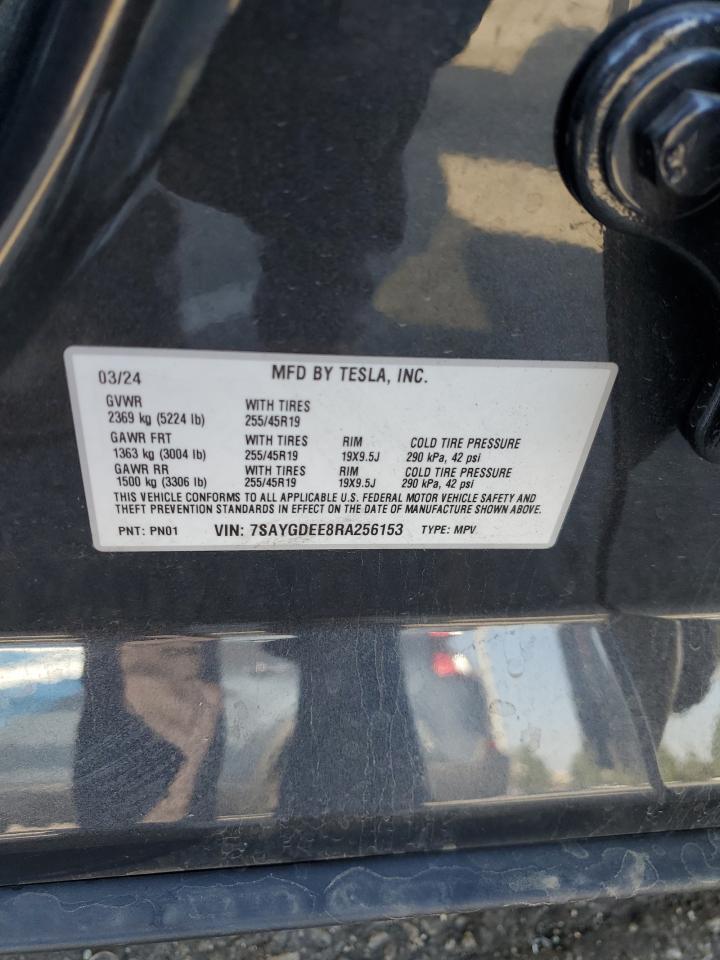 03/24 MFD BY TESLA, INC.
GVWR WITH TIRES
2369 kg (5224 lb) 255/45R19
GAWR FRT WITH TIRES RIM COLD TIRE PRESSURE
1363 kg (3004 lb) 255/45R19 19X9.5J 290 kPa, 42 psi
GAWR RR WITH TIRES RIM COLD TIRE PRESSURE
1500 kg (3306 lb) 255/45R19 19X9.5J 290 kPa, 42 psi
THIS VEHICLE CONFORMS TO ALL APPLICABLE U.S. FEDERAL MOTOR VEHICLE SAFETY AND
THEFT PREVENTION STANDARDS IN EFFECT ON THE DATE OF MANUFACTURE SHOWN ABOVE.
PNT: PN01 VIN: 7SAYGDEE8RA256153 TYPE: MPV